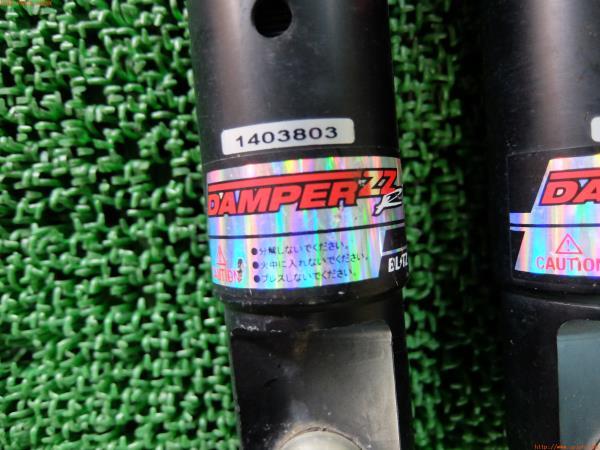 1403803
DAMPER ZZ R
CAUTION
●分解しないでください。
●火中に入れないでください。
●プレスしないでください。
BLITZ
DA
CAUTION